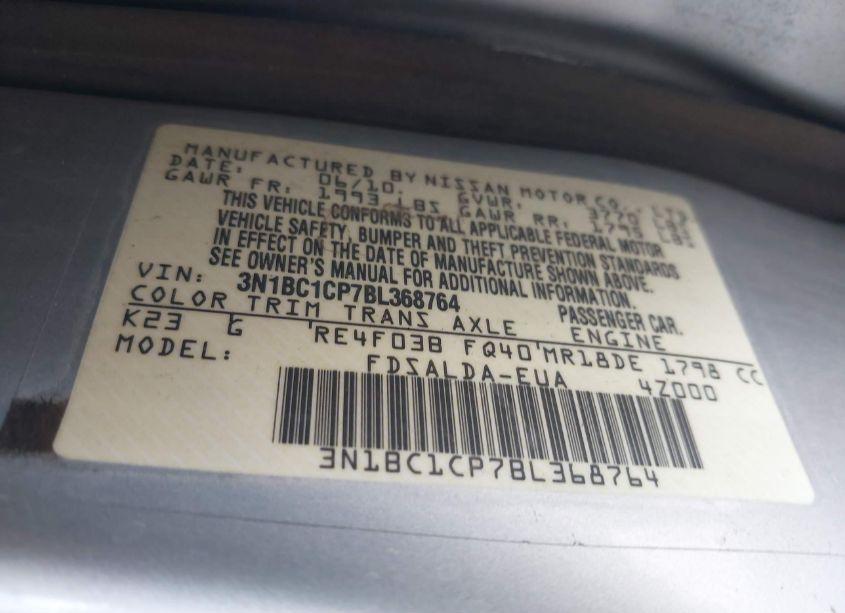 MANUFACTURED BY NISSAN MOTOR CO., LTD
DATE: 06/10. GVWR: 3770 LBS
GAWR FR: 1993 LBS GAWR RR: 1795 LBS
THIS VEHICLE CONFORMS TO ALL APPLICABLE FEDERAL MOTOR
VEHICLE SAFETY, BUMPER AND THEFT PREVENTION STANDARDS
IN EFFECT ON THE DATE OF MANUFACTURE SHOWN ABOVE.
SEE OWNER'S MANUAL FOR ADDITIONAL INFORMATION.
VIN: 3N1BC1CP7BL368764 PASSENGER CAR.
COLOR TRIM TRANS AXLE ENGINE
K23 G RE4F03B FQ40 MR18DE 1798 CC
MODEL: FDSALDA-EUA 4Z000
3N1BC1CP7BL368764